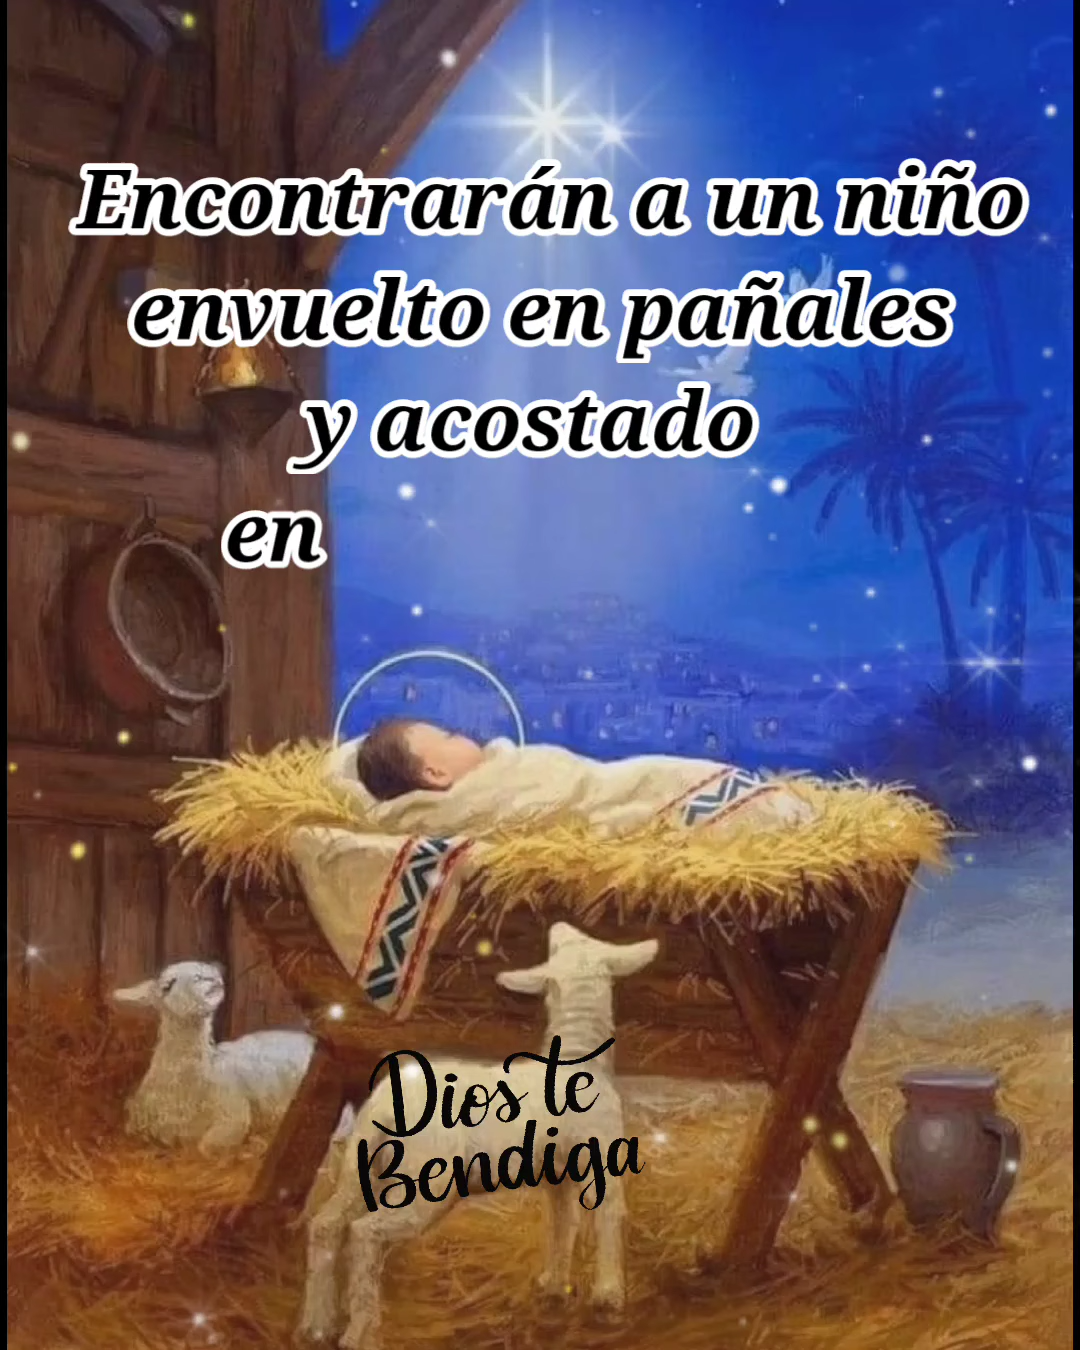 Encontrarán a un niño
envuelto en pañales
y acostado
en
Dios te
Bendiga